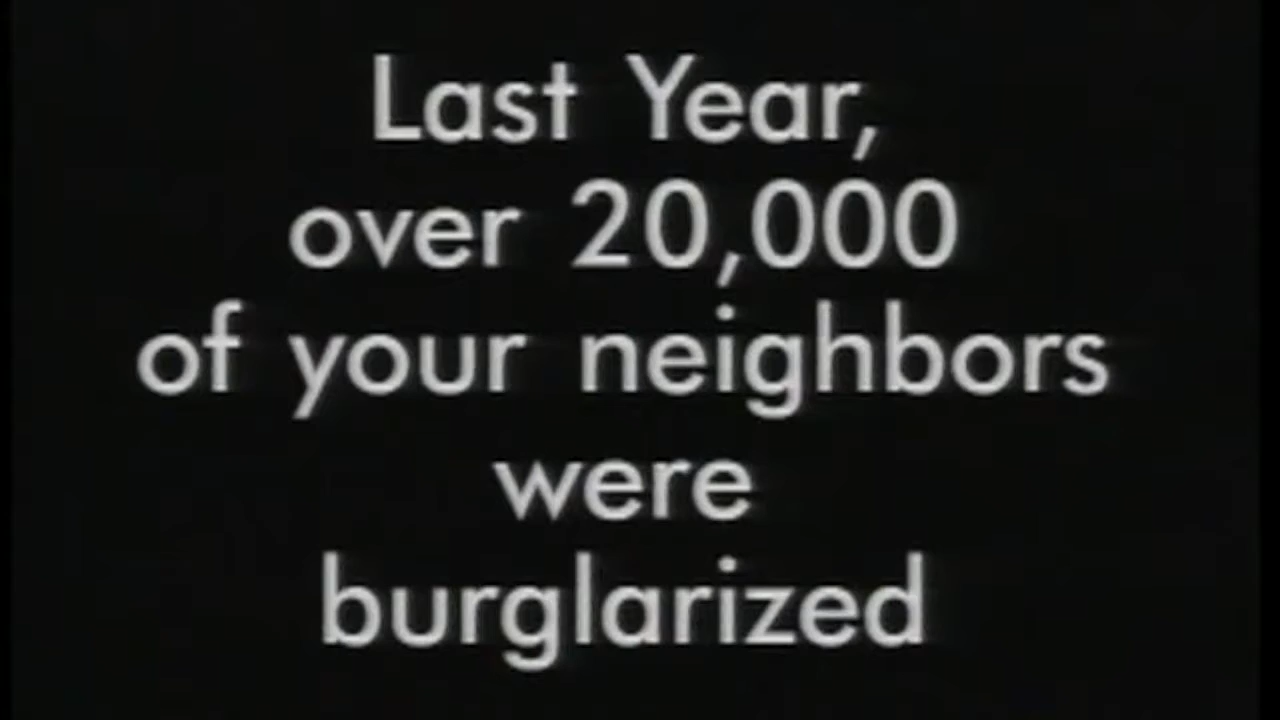 Last Year,
over 20,000
of your neighbors
were
burglarized